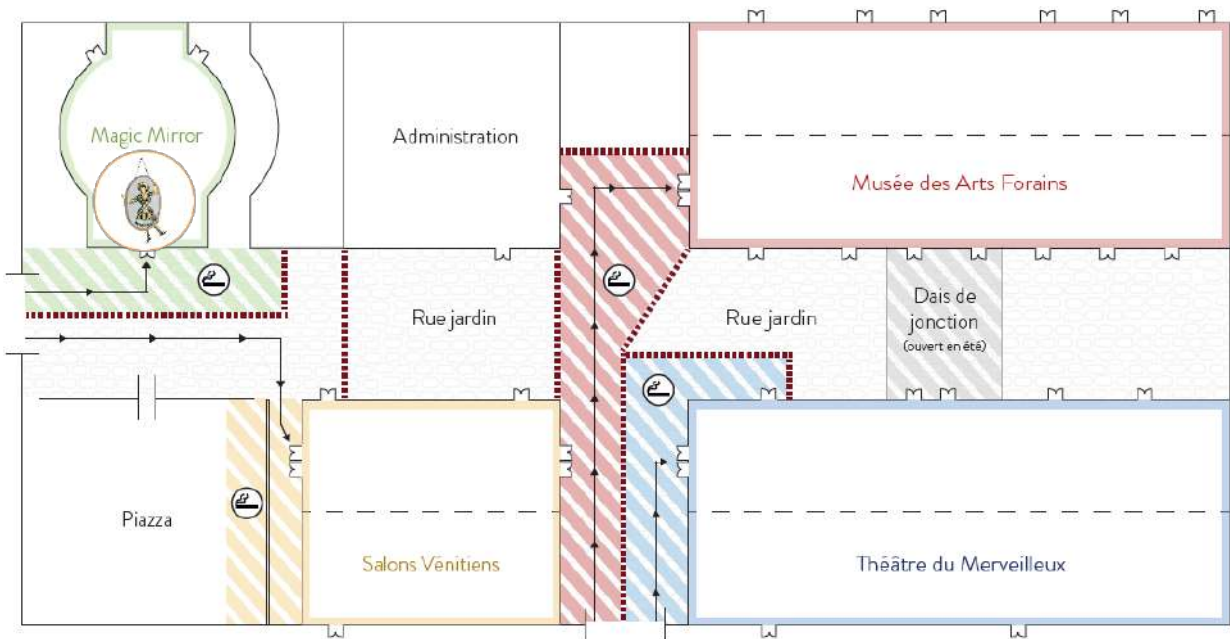 Magic Mirror
Administration
Musée des Arts Forains
Rue jardin
Rue jardin
Dais de
jonction
(ouvert en été)
Piazza
Salons Vénitiens
Théâtre du Merveilleux